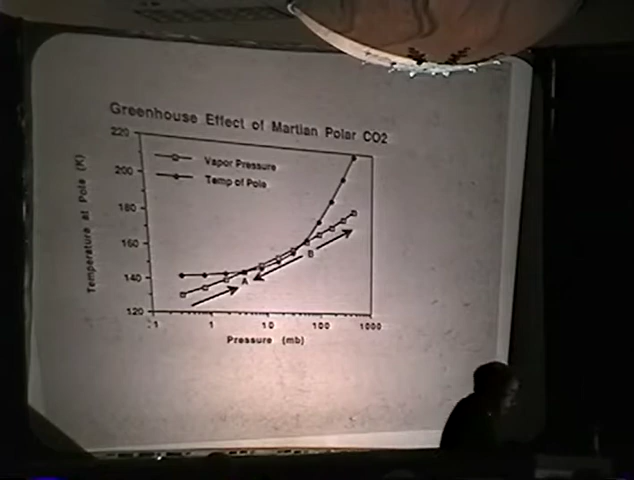 Greenhouse Effect of Martian Polar CO2
Vapor Pressure
Temp of Pole
Temperature at Pole (K)
220
200
180
160
140
120
A
B
.1
1
10
100
1000
Pressure (mb)